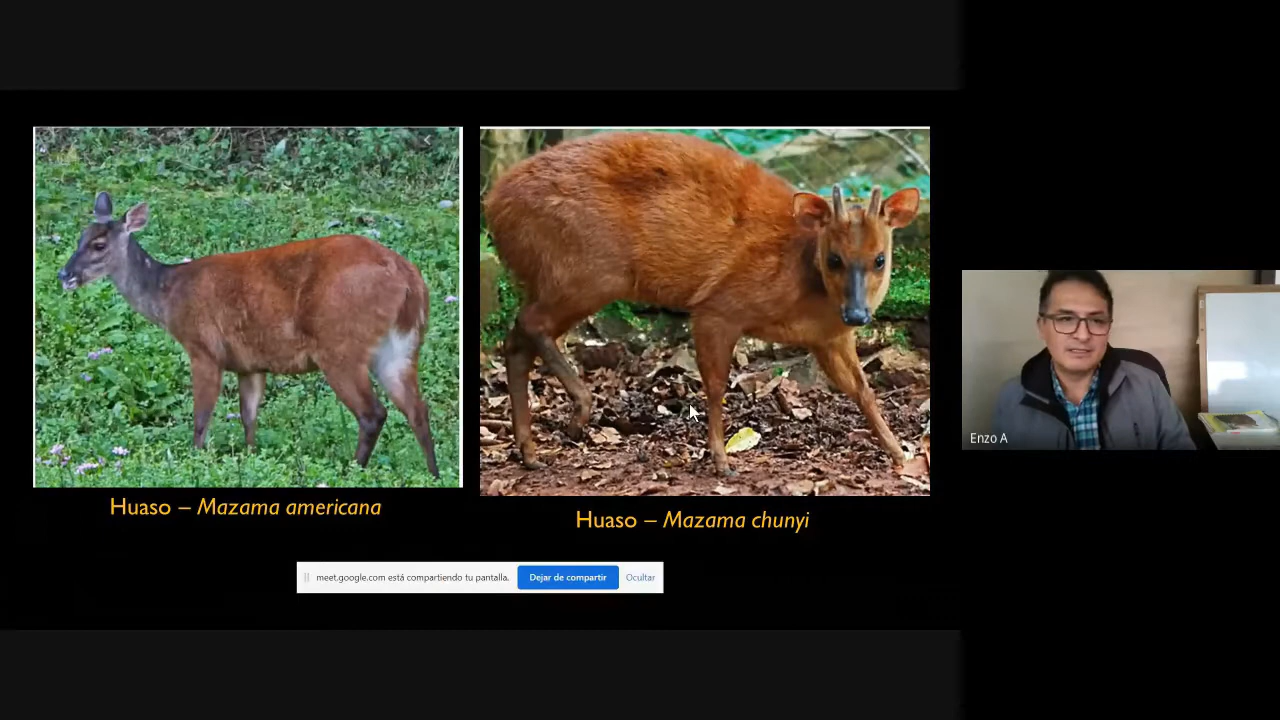 Huaso – Mazama americana
Huaso – Mazama chunyi
meet.google.com está compartiendo tu pantalla. Dejar de compartir Ocultar
Enzo A